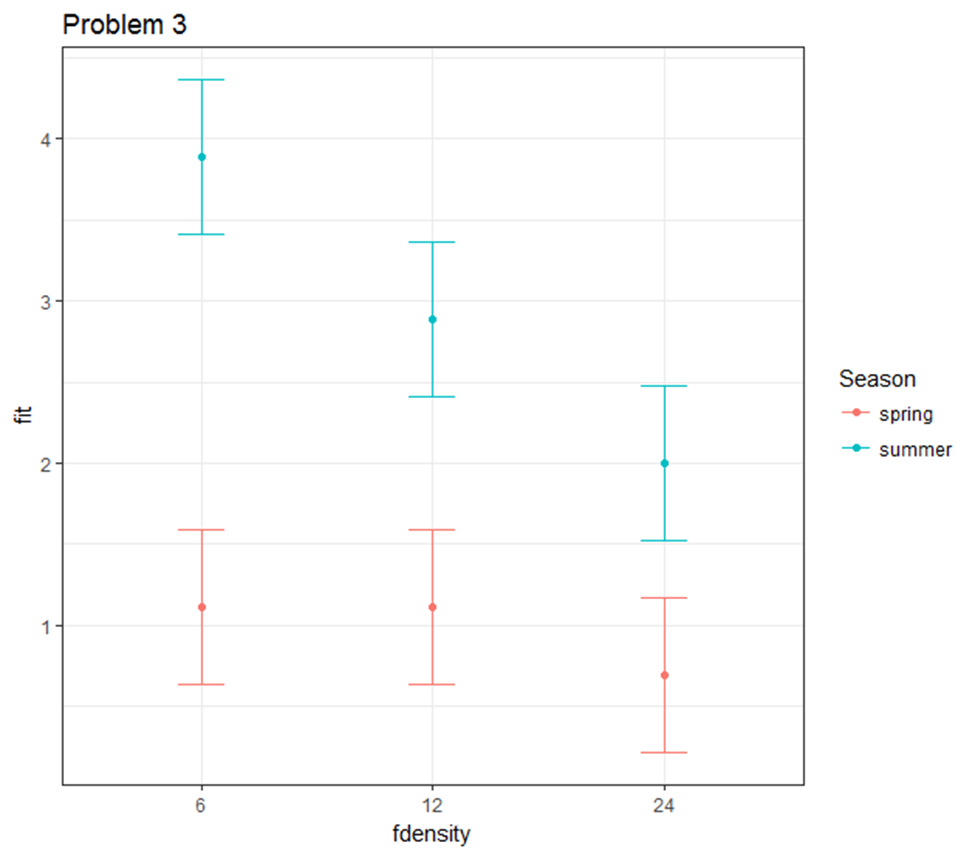 Problem 3
4
3
2
1
fit
6 12 24
fdensity
Season
spring
summer